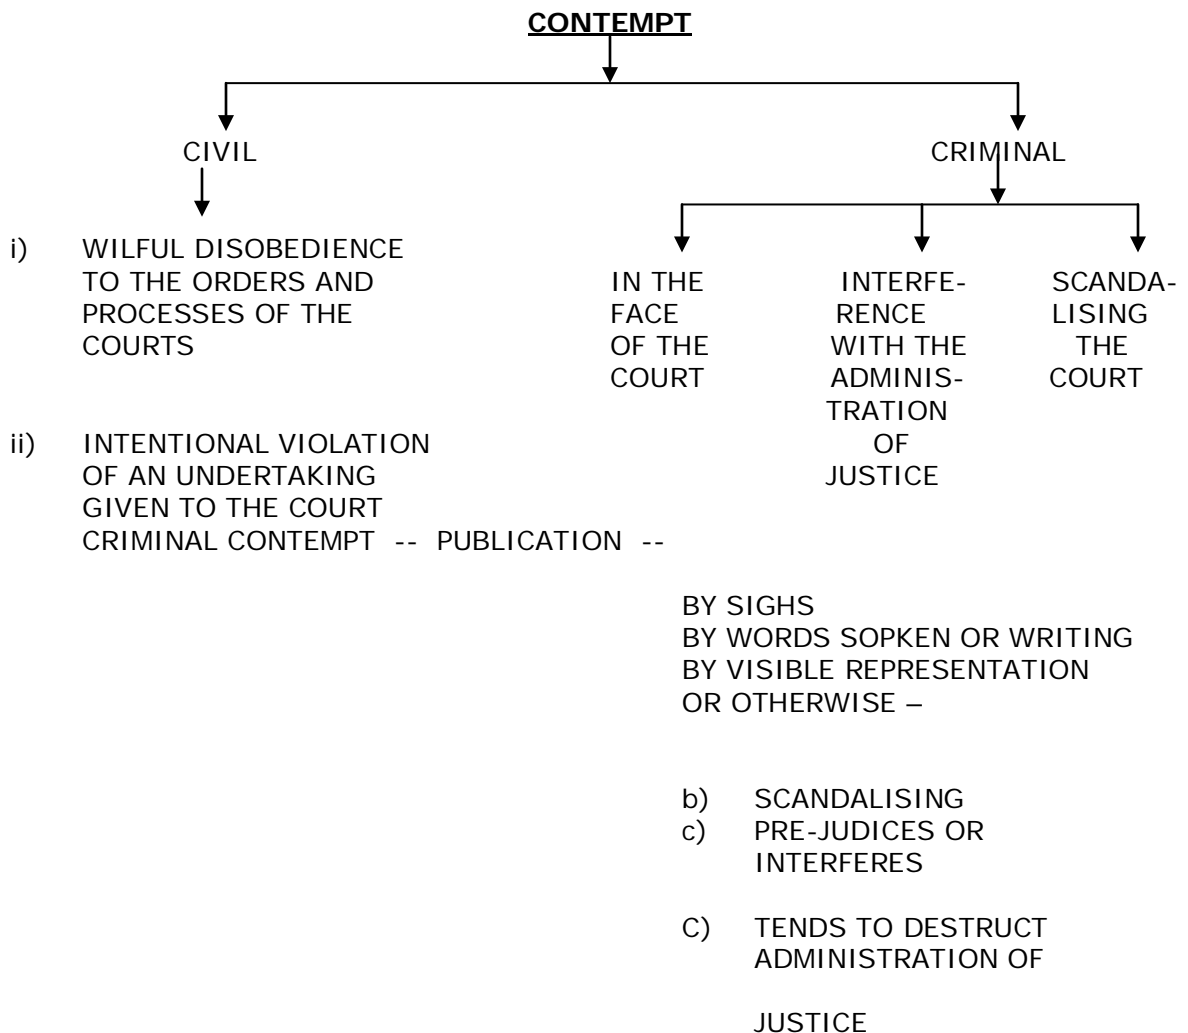 CONTEMPT
CIVIL
CRIMINAL
i) WILFUL DISOBEDIENCE
TO THE ORDERS AND
PROCESSES OF THE
COURTS
IN THE
FACE
OF THE
COURT
INTERFE-
RENCE
WITH THE
ADMINIS-
TRATION
OF
JUSTICE
SCANDA-
LISING
THE
COURT
ii) INTENTIONAL VIOLATION
OF AN UNDERTAKING
GIVEN TO THE COURT
CRIMINAL CONTEMPT -- PUBLICATION --
BY SIGHS
BY WORDS SOPKEN OR WRITING
BY VISIBLE REPRESENTATION
OR OTHERWISE –
b) SCANDALISING
c) PRE-JUDICES OR
INTERFERES
C) TENDS TO DESTRUCT
ADMINISTRATION OF
JUSTICE